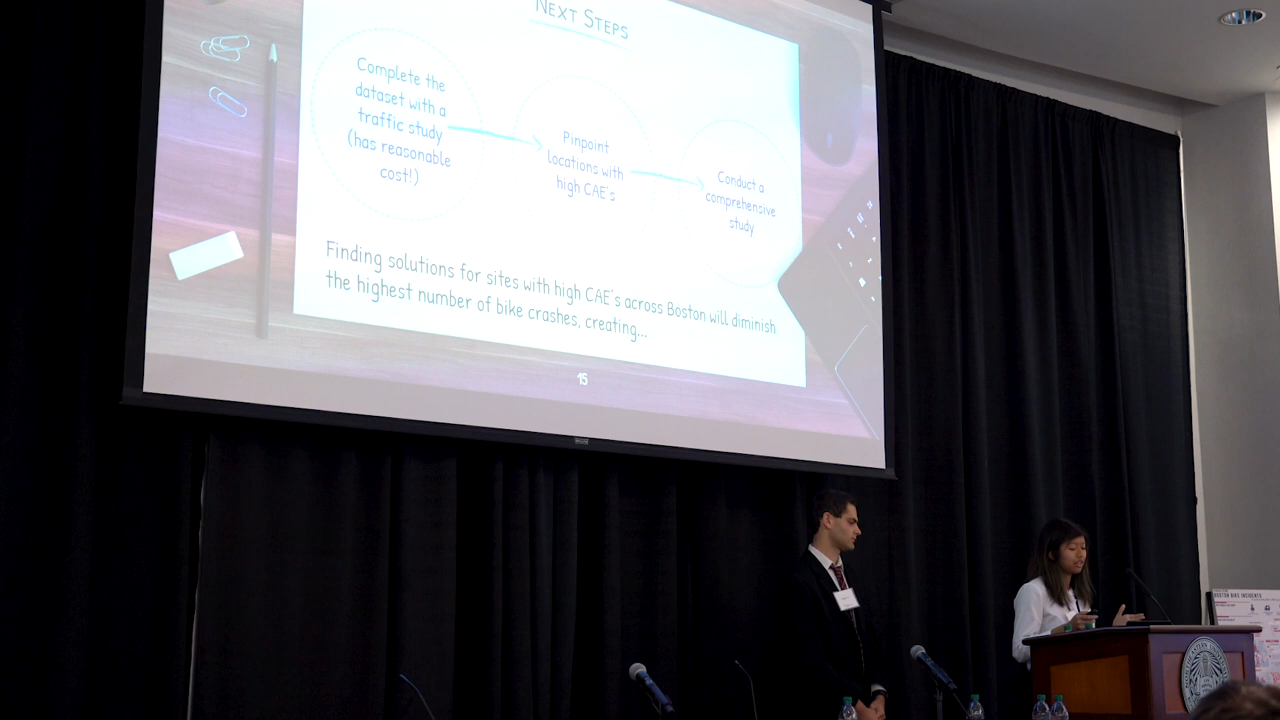 NEXT STEPS
Complete the
dataset with a
traffic study
(has reasonable
cost!)
Pinpoint
locations with
high CAE's
Conduct a
comprehensive
study
Finding solutions for sites with high CAE's across Boston will diminish
the highest number of bike crashes, creating...
15
BOSTON BIKE INCIDENTS